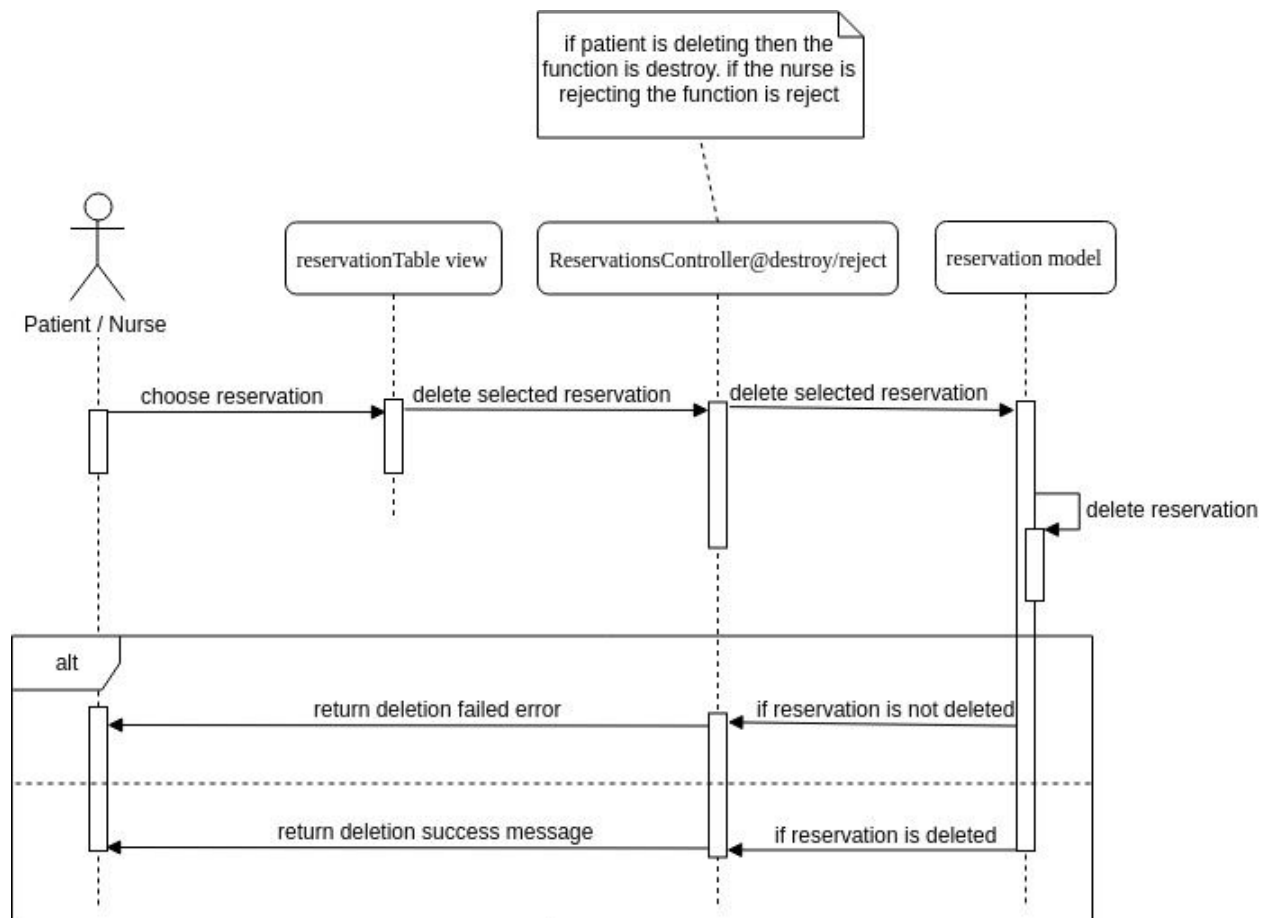 if patient is deleting then the
function is destroy. if the nurse is
rejecting the function is reject
reservationTable view
ReservationsController@destroy/reject
reservation model
Patient / Nurse
choose reservation
delete selected reservation
delete selected reservation
delete reservation
alt
return deletion failed error
if reservation is not deleted
return deletion success message
if reservation is deleted